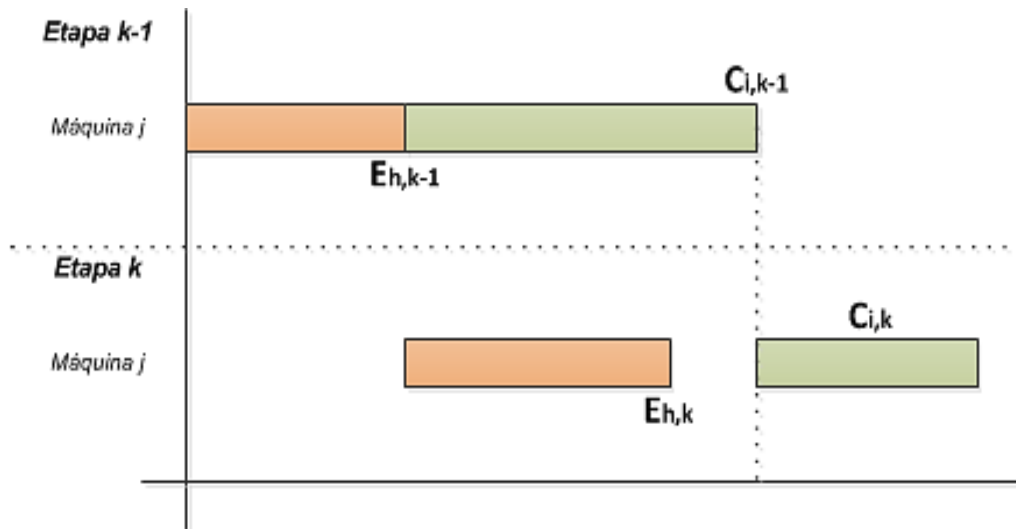 Etapa k-1
Ci,k-1
Máquina j
Eh,k-1
Etapa k
Ci,k
Máquina j
Eh,k